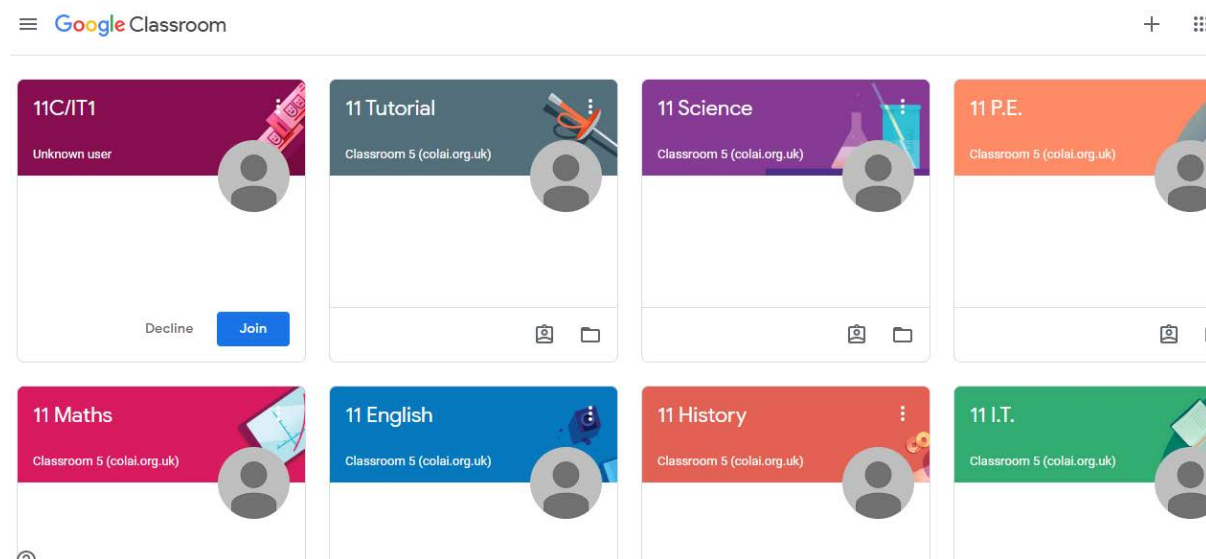 Google Classroom
11C/IT1
Unknown user
Decline
Join
11 Tutorial
Classroom 5 (colai.org.uk)
11 Science
Classroom 5 (colai.org.uk)
11 P.E.
Classroom 5 (colai.org.uk)
11 Maths
Classroom 5 (colai.org.uk)
11 English
Classroom 5 (colai.org.uk)
11 History
Classroom 5 (colai.org.uk)
11 I.T.
Classroom 5 (colai.org.uk)